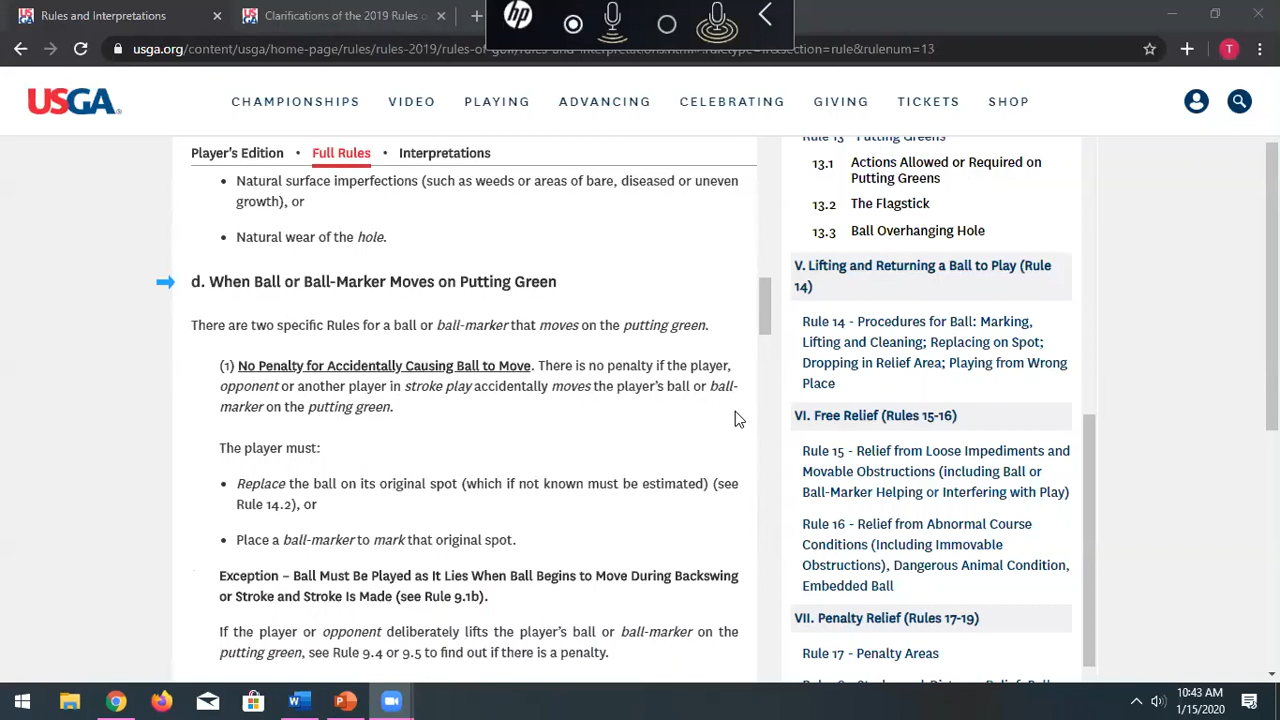 Rules and Interpretations
Clarifications of the 2019 Rules o
hp
usga.org/content/usga/home-page/rules/rules-2019/rules-of-golf/rules-and-interpretations.html#!ruletype=fr&section=rule&rulenum=13
T
USGA
CHAMPIONSHIPS VIDEO PLAYING ADVANCING CELEBRATING GIVING TICKETS SHOP
Player's Edition • Full Rules • Interpretations
• Natural surface imperfections (such as weeds or areas of bare, diseased or uneven
growth), or
• Natural wear of the hole.
d. When Ball or Ball-Marker Moves on Putting Green
There are two specific Rules for a ball or ball-marker that moves on the putting green.
(1) No Penalty for Accidentally Causing Ball to Move. There is no penalty if the player,
opponent or another player in stroke play accidentally moves the player's ball or ball-
marker on the putting green.
The player must:
• Replace the ball on its original spot (which if not known must be estimated) (see
Rule 14.2), or
• Place a ball-marker to mark that original spot.
Exception – Ball Must Be Played as It Lies When Ball Begins to Move During Backswing
or Stroke and Stroke Is Made (see Rule 9.1b).
If the player or opponent deliberately lifts the player's ball or ball-marker on the
putting green, see Rule 9.4 or 9.5 to find out if there is a penalty.
Rule 13 - Putting Greens
13.1 Actions Allowed or Required on
Putting Greens
13.2 The Flagstick
13.3 Ball Overhanging Hole
V. Lifting and Returning a Ball to Play (Rule
14)
Rule 14 - Procedures for Ball: Marking,
Lifting and Cleaning; Replacing on Spot;
Dropping in Relief Area; Playing from Wrong
Place
VI. Free Relief (Rules 15-16)
Rule 15 - Relief from Loose Impediments and
Movable Obstructions (including Ball or
Ball-Marker Helping or Interfering with Play)
Rule 16 - Relief from Abnormal Course
Conditions (Including Immovable
Obstructions), Dangerous Animal Condition,
Embedded Ball
VII. Penalty Relief (Rules 17-19)
Rule 17 - Penalty Areas
10:43 AM
1/15/2020